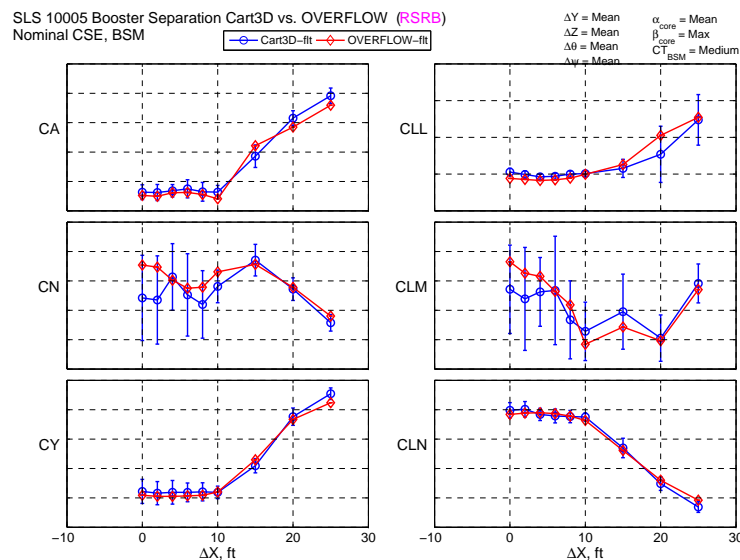 SLS 10005 Booster Separation Cart3D vs. OVERFLOW (RSRB)
Nominal CSE, BSM
Cart3D-flt OVERFLOW-flt
ΔY = Mean
ΔZ = Mean
Δθ = Mean
Δψ = Mean
α_core = Mean
β_core = Max
CT_BSM = Medium
CA
CLL
CN
CLM
CY
CLN
−10 0 10 20 30
−10 0 10 20 30
ΔX, ft
ΔX, ft